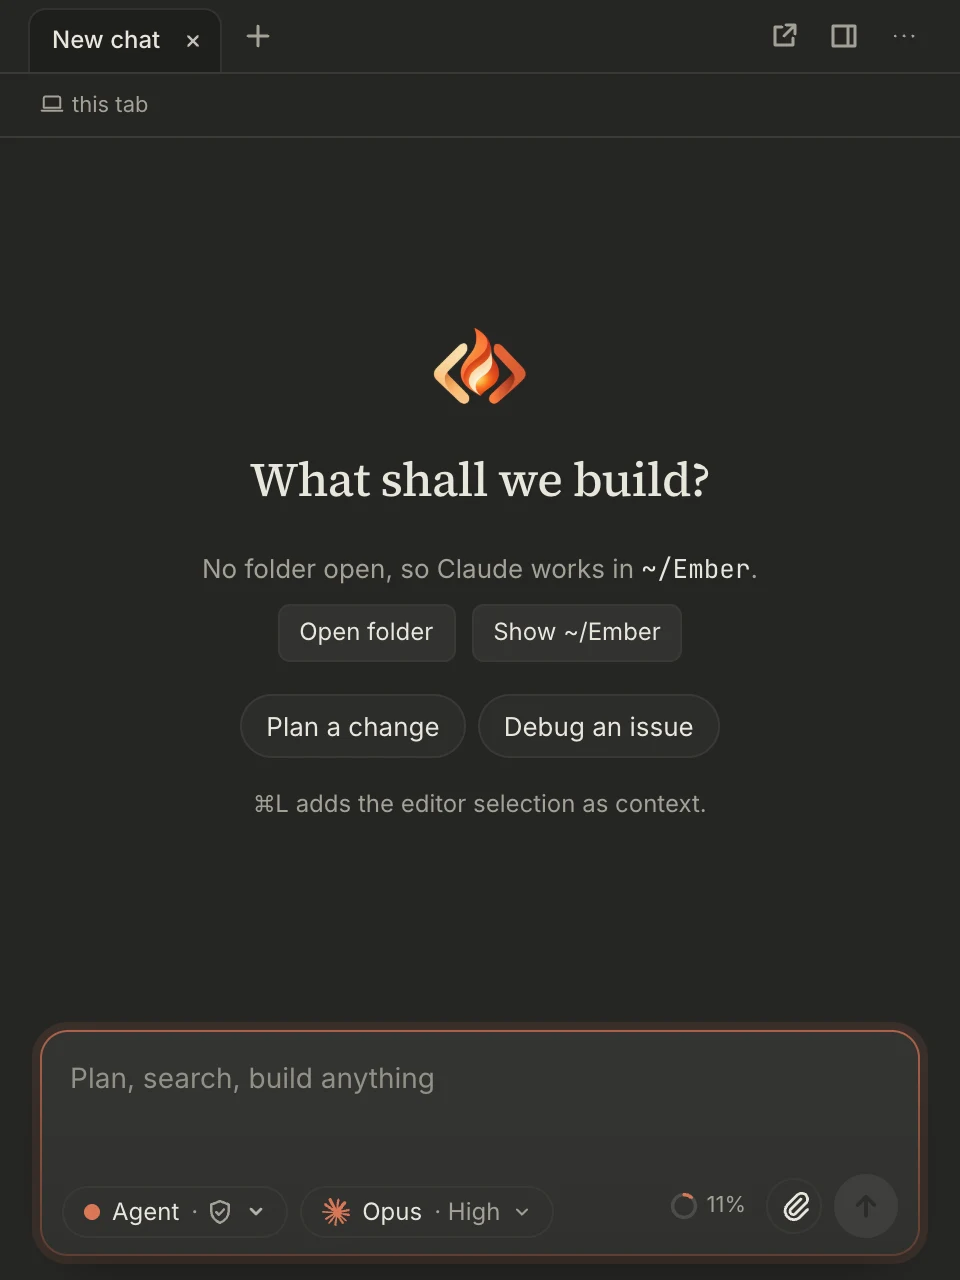 New chat
this tab
What shall we build?
No folder open, so Claude works in ~/Ember.
Open folder
Show ~/Ember
Plan a change
Debug an issue
⌘L adds the editor selection as context.
Plan, search, build anything
Agent ·
Opus · High
11%